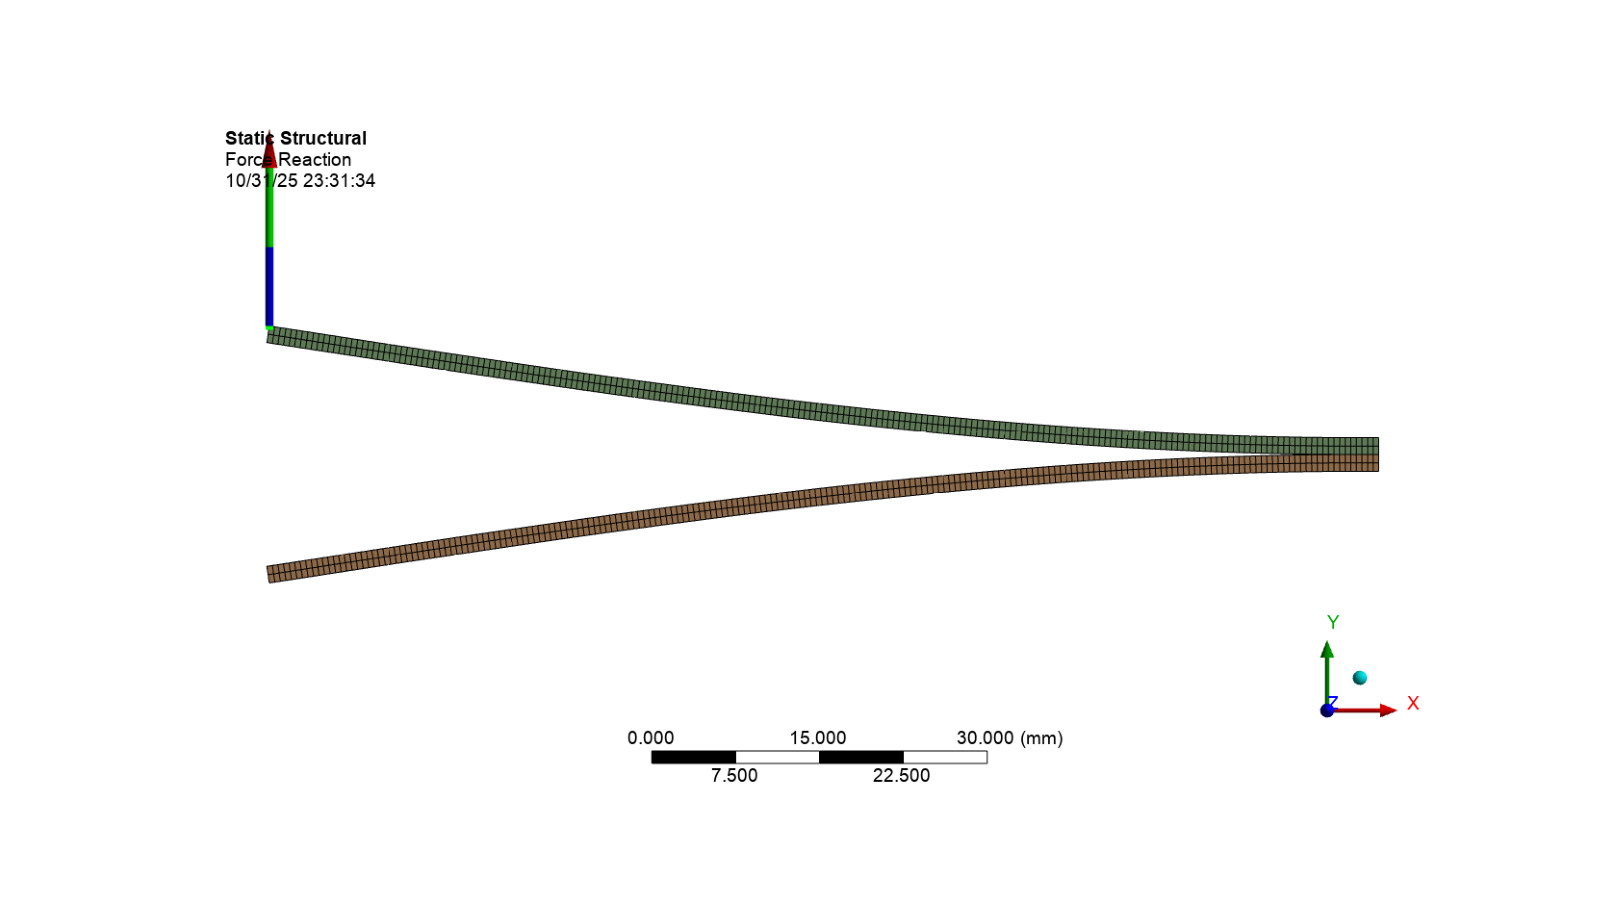 Static Structural
Force Reaction
10/31/25 23:31:34
Y
Z
X
0.000 15.000 30.000 (mm)
7.500 22.500